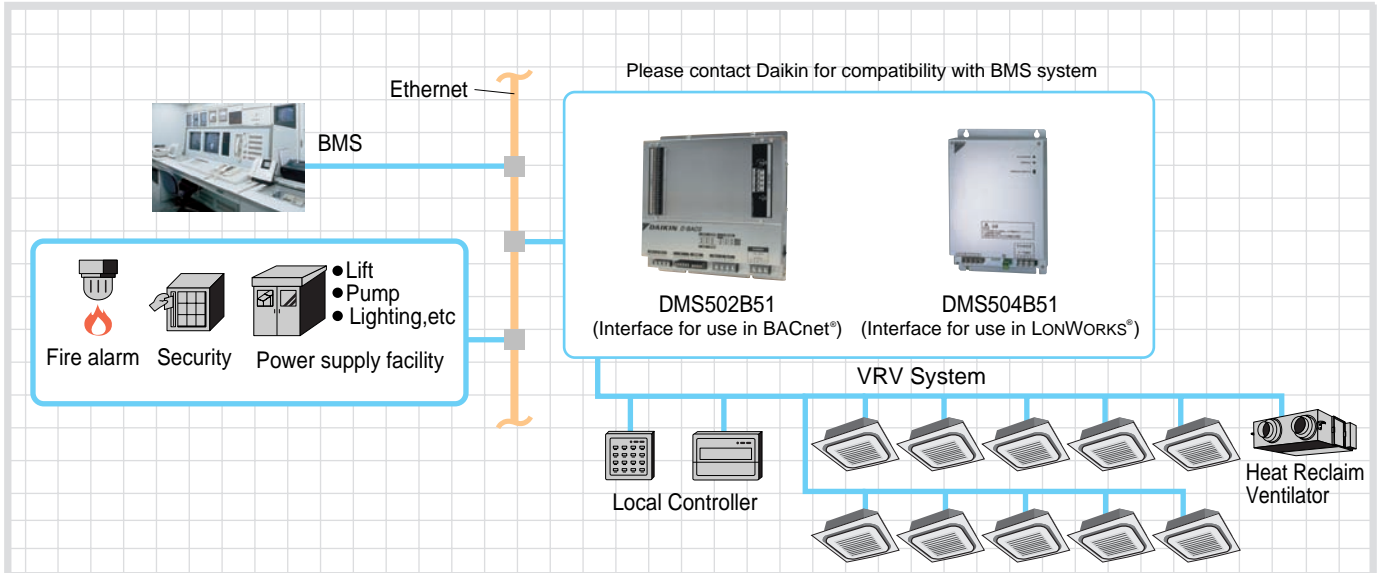 Please contact Daikin for compatibility with BMS system
Ethernet
BMS
DAIKIN D-BACS
DMS502B51
(Interface for use in BACnet®)
DMS504B51
(Interface for use in LONWORKS®)
●Lift
●Pump
● Lighting,etc
Fire alarm
Security
Power supply facility
VRV System
Local Controller
Heat Reclaim
Ventilator